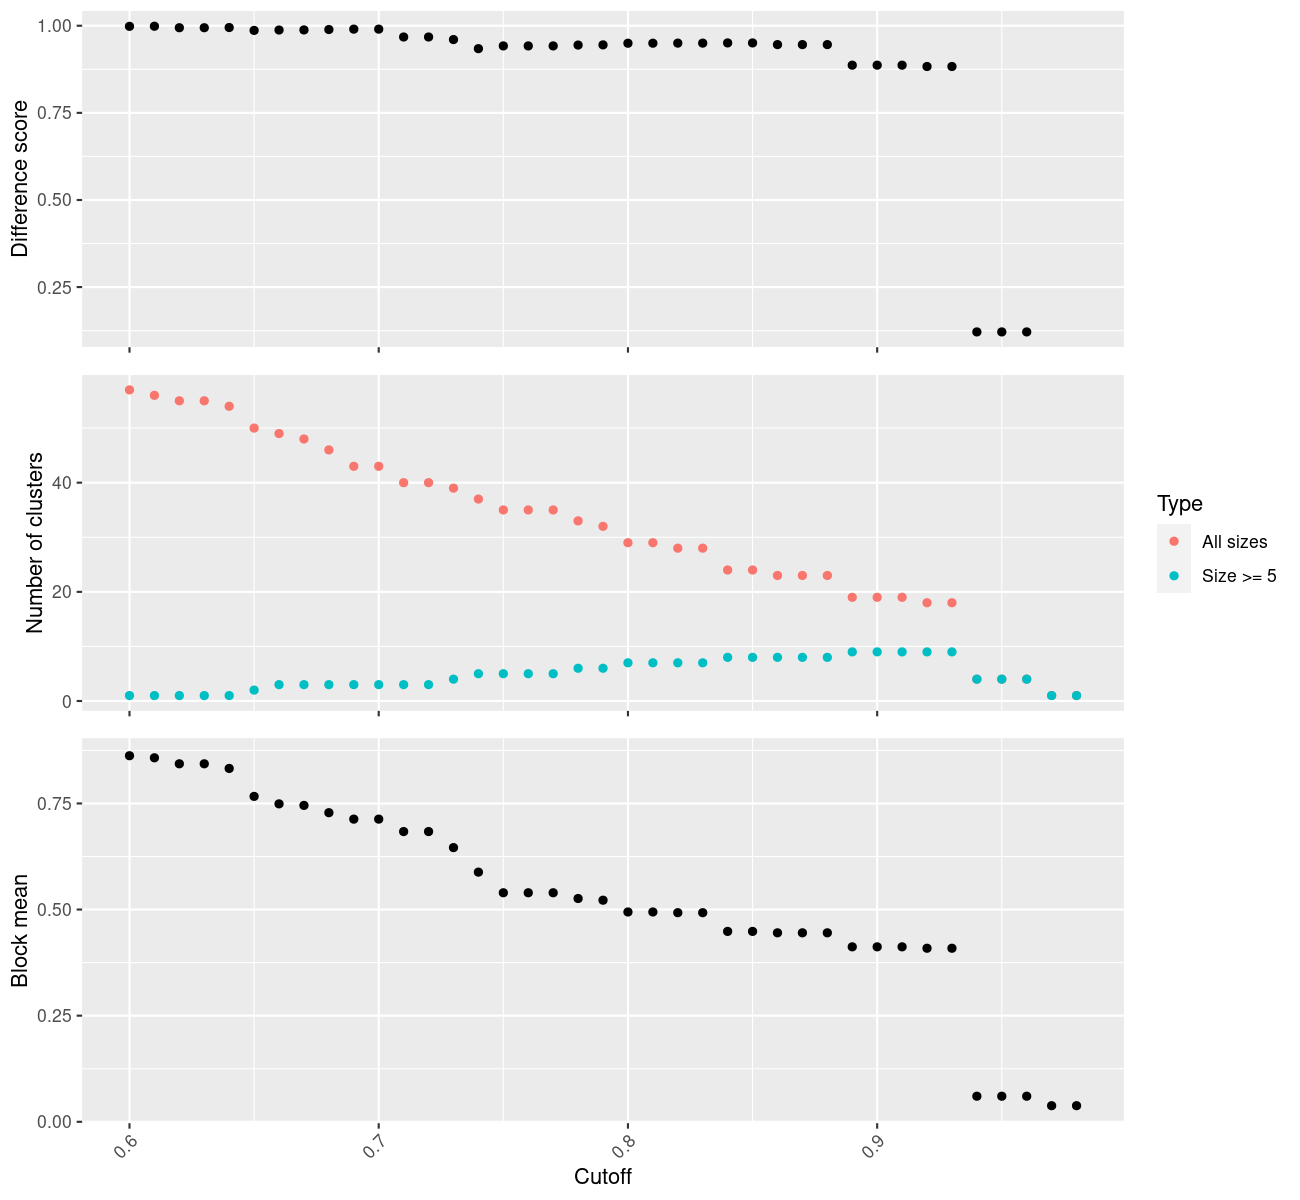 Difference score
1.00
0.75
0.50
0.25
Number of clusters
40
20
0
Type
All sizes
Size >= 5
Block mean
0.75
0.50
0.25
0.00
0.6
0.7
0.8
0.9
Cutoff